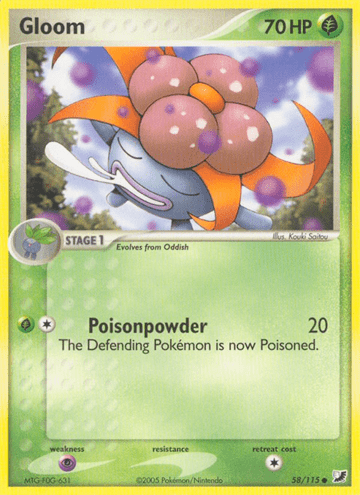 Gloom 70 HP
STAGE 1
Evolves from Oddish
Illus. Kouki Saitou
Poisonpowder 20
The Defending Pokémon is now Poisoned.
weakness resistance retreat cost
MTG-F0G-631 ©2005 Pokémon/Nintendo 58/115